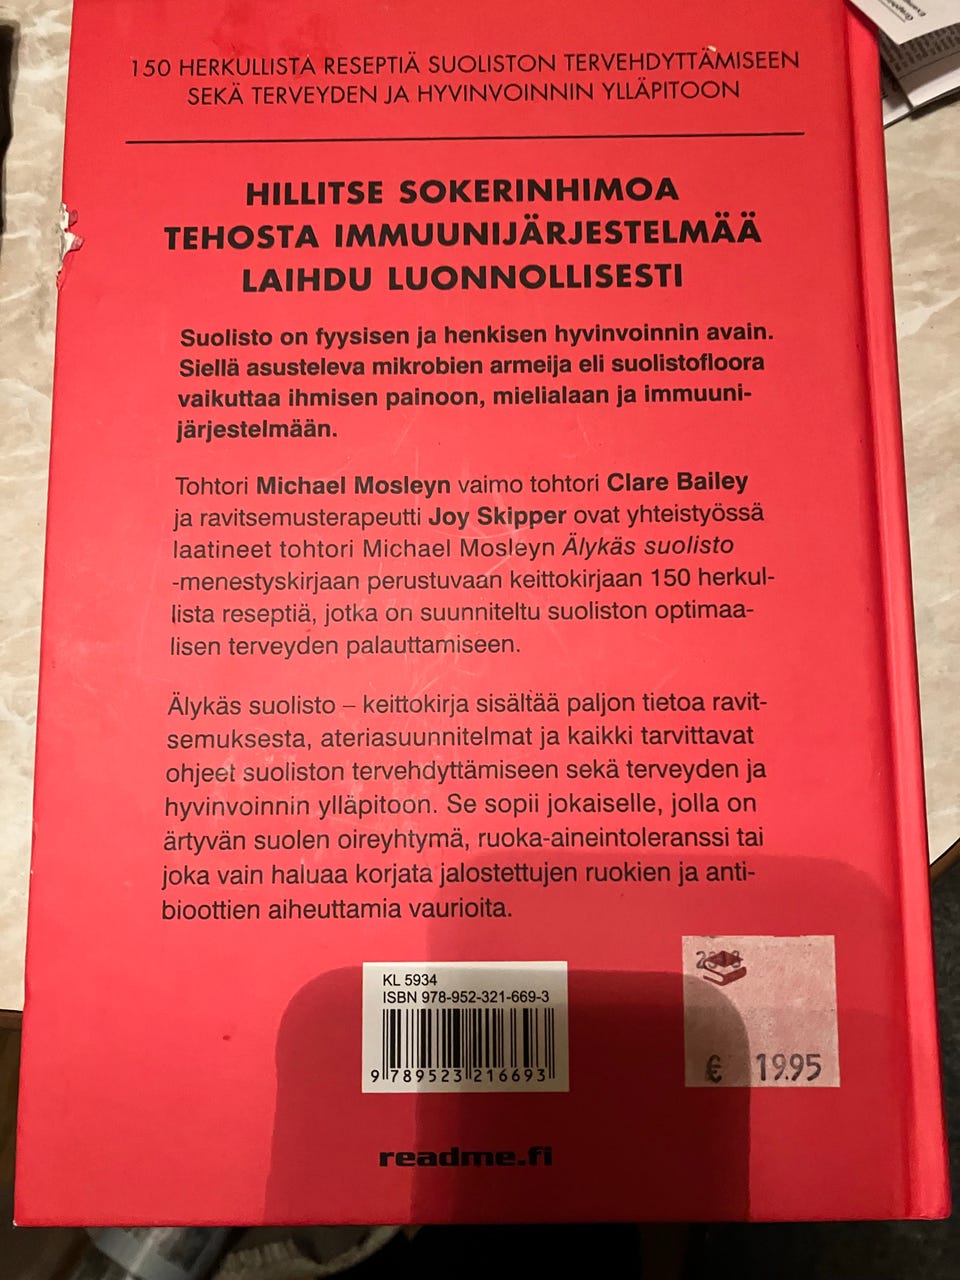 150 HERKULLISTA RESEPTIÄ SUOLISTON TERVEHDYTTÄMISEEN
SEKÄ TERVEYDEN JA HYVINVOINNIN YLLÄPITOON
HILLITSE SOKERINHIMOA
TEHOSTA IMMUUNIJÄRJESTELMÄÄ
LAIHDU LUONNOLLISESTI
Suolisto on fyysisen ja henkisen hyvinvoinnin avain.
Siellä asusteleva mikrobien armeija eli suolistofloora
vaikuttaa ihmisen painoon, mielialaan ja immuuni-
järjestelmään.
Tohtori Michael Mosleyn vaimo tohtori Clare Bailey
ja ravitsemusterapeutti Joy Skipper ovat yhteistyössä
laatineet tohtori Michael Mosleyn Älykäs suolisto
-menestyskirjaan perustuvaan keittokirjaan 150 herkul-
lista reseptiä, jotka on suunniteltu suoliston optimaa-
lisen terveyden palauttamiseen.
Älykäs suolisto – keittokirja sisältää paljon tietoa ravit-
semuksesta, ateriasuunnitelmat ja kaikki tarvittavat
ohjeet suoliston tervehdyttämiseen sekä terveyden ja
hyvinvoinnin ylläpitoon. Se sopii jokaiselle, jolla on
ärtyvän suolen oireyhtymä, ruoka-aineintoleranssi tai
joka vain haluaa korjata jalostettujen ruokien ja anti-
bioottien aiheuttamia vaurioita.
KL 5934
ISBN 978-952-321-669-3
9 789523 216693
€ 19.95
readme.fi